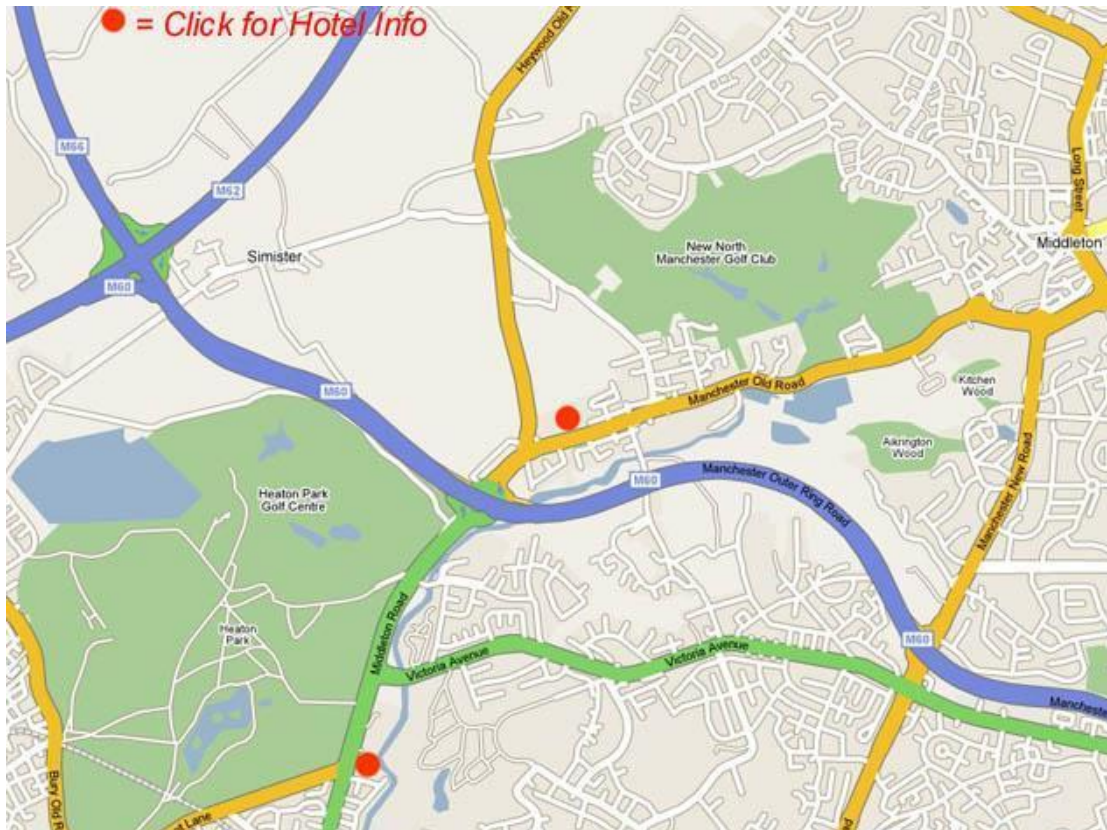 = Click for Hotel Info
Heywood Old
M66
M62
Long Street
Simister
New North
Manchester Golf Club
Middleton
M60
M60
Manchester Old Road
Kitchen
Wood
Alkrington
Wood
M60
Manchester Outer Ring Road
Heaton Park
Golf Centre
Manchester New Road
Heaton
Park
Middleton Road
M60
Victoria Avenue
Victoria Avenue
Manchester
Bury Old R
Lane